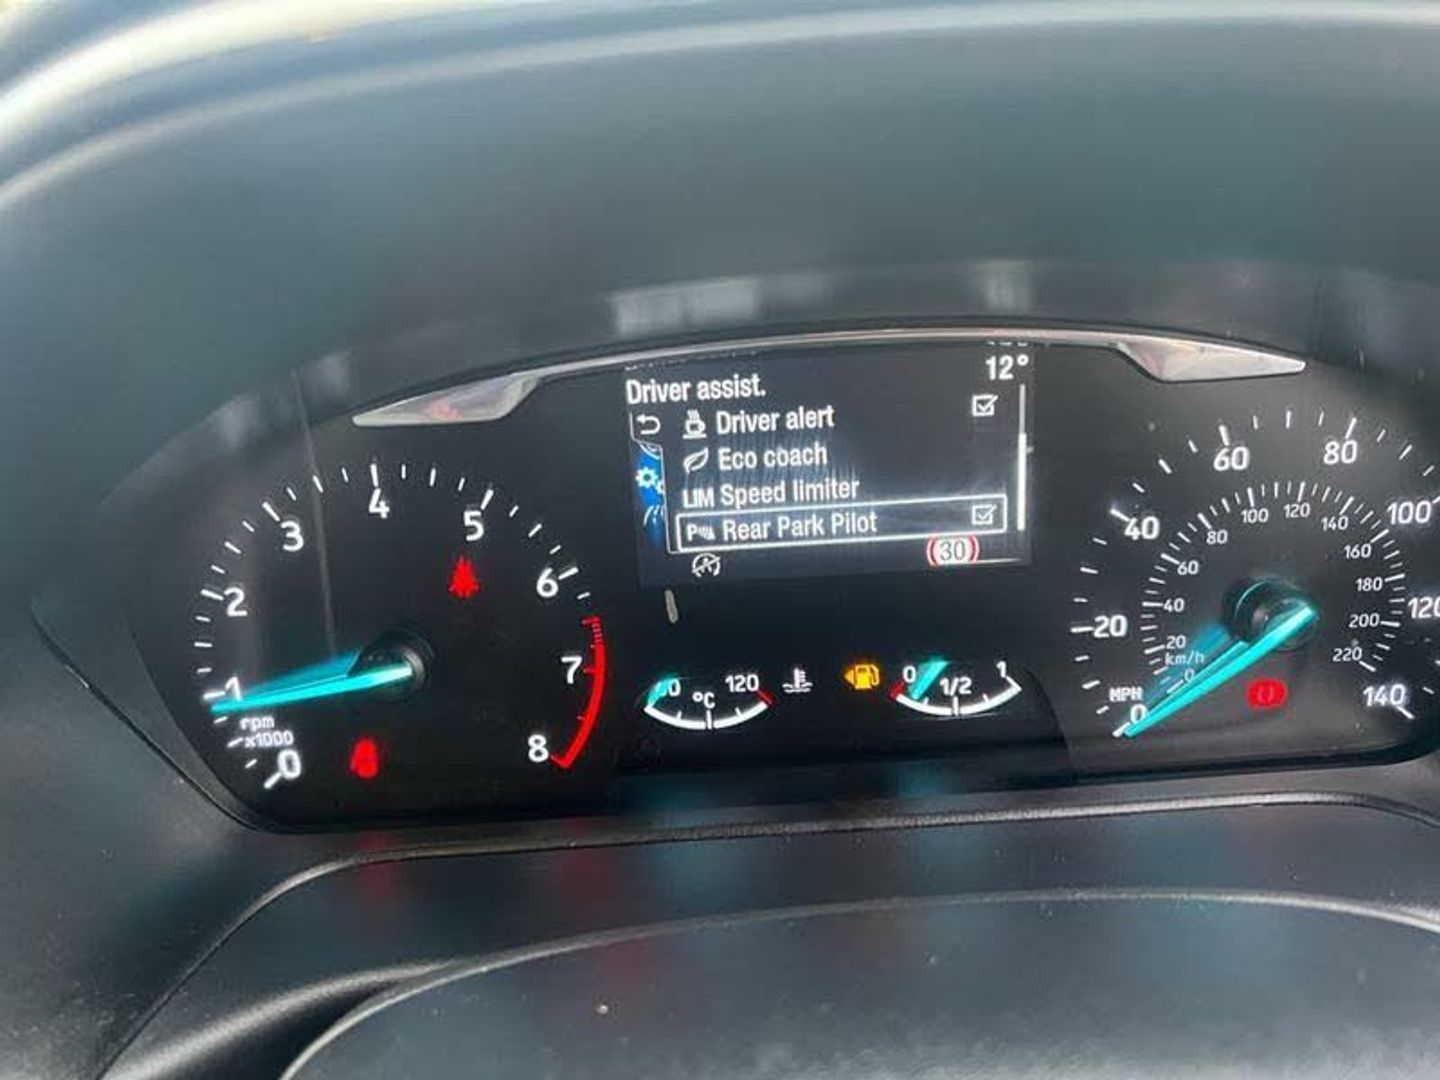 12°
Driver assist.
Driver alert
Eco coach
LIM Speed limiter
P Rear Park Pilot
30
0 1 2 3 4 5 6 7 8
rpm
x1000
°C 120
0 1/2 1
0 20 40 60 80 100 120 140
MPH
0 20 40 60 80 100 120 140 160 180 200 220
km/h